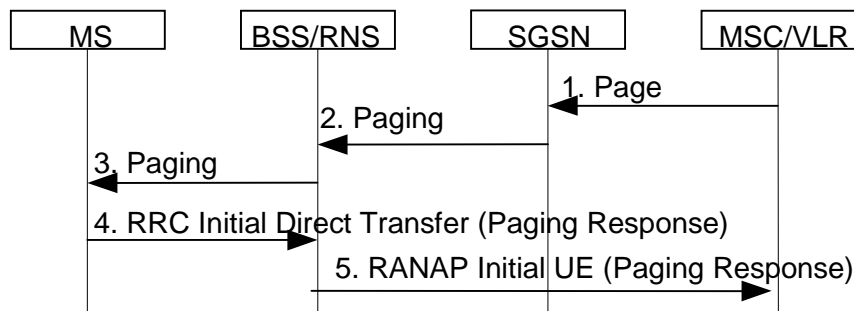 MS BSS/RNS SGSN MSC/VLR
1. Page
2. Paging
3. Paging
4. RRC Initial Direct Transfer (Paging Response)
5. RANAP Initial UE (Paging Response)